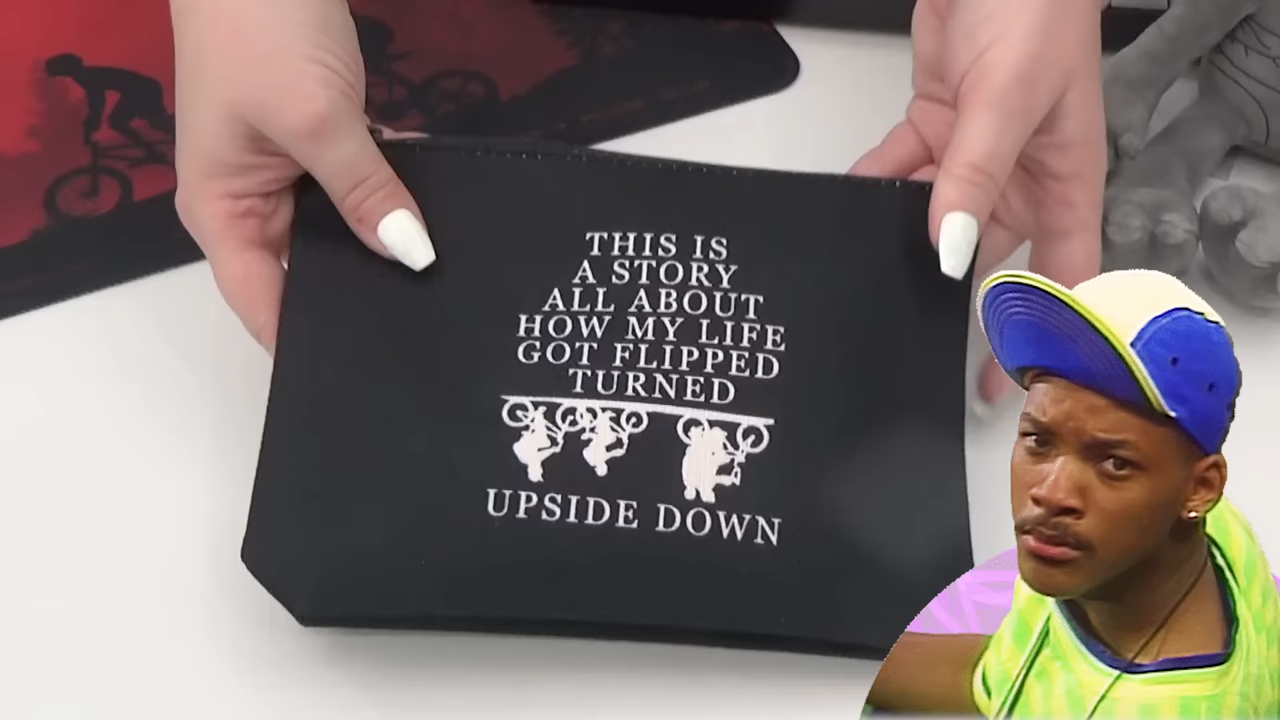 THIS IS
A STORY
ALL ABOUT
HOW MY LIFE
GOT FLIPPED
TURNED
UPSIDE DOWN